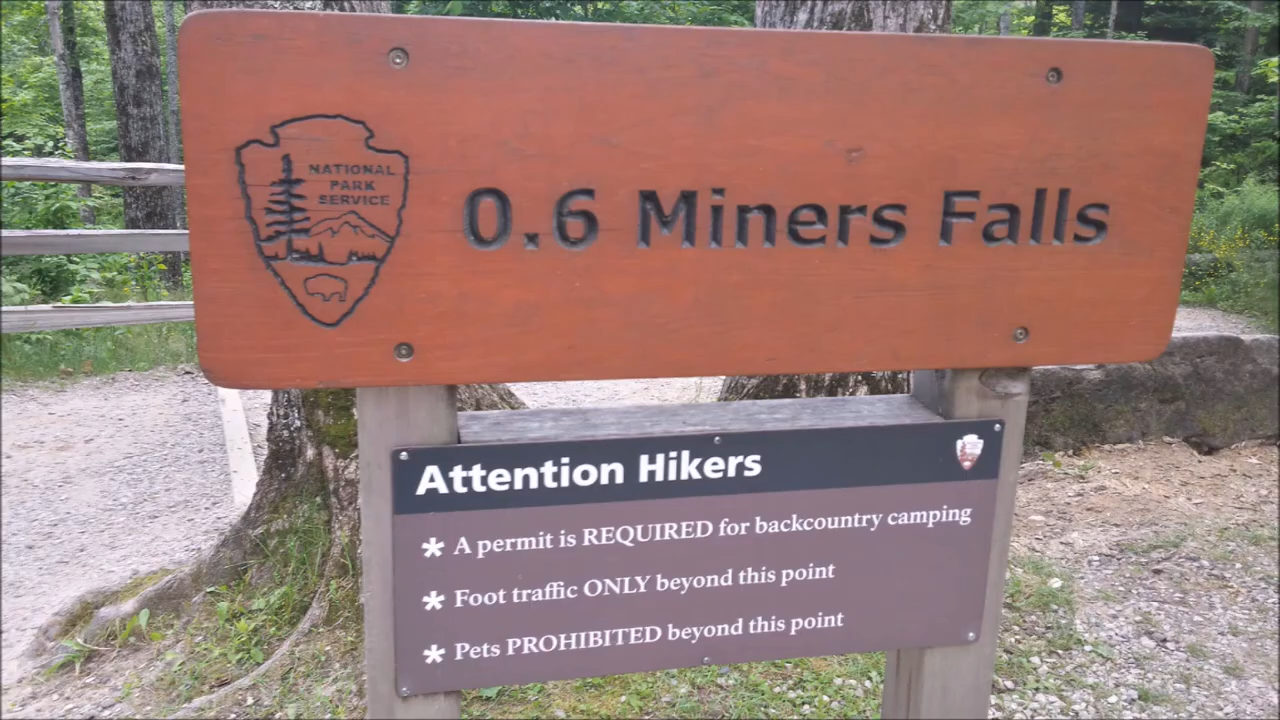 NATIONAL
PARK
SERVICE
0.6 Miners Falls
Attention Hikers
* A permit is REQUIRED for backcountry camping
* Foot traffic ONLY beyond this point
* Pets PROHIBITED beyond this point